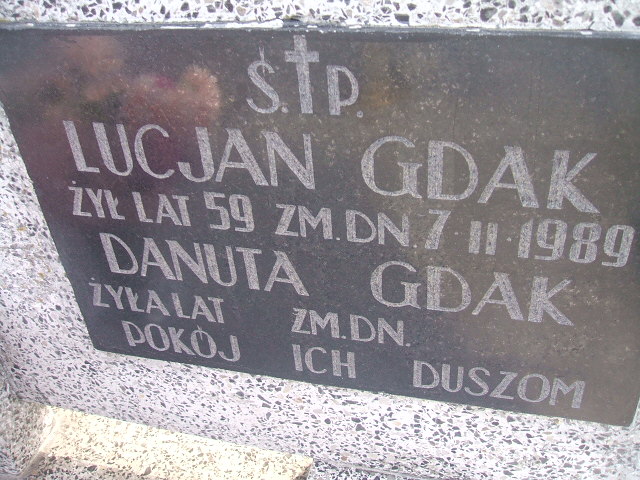 Ś.†P.
LUCJAN GDAK
ŻYŁ LAT 59 ZM.DN. 7 II 1989
DANUTA GDAK
ŻYŁA LAT ZM.DN.
POKÓJ ICH DUSZOM